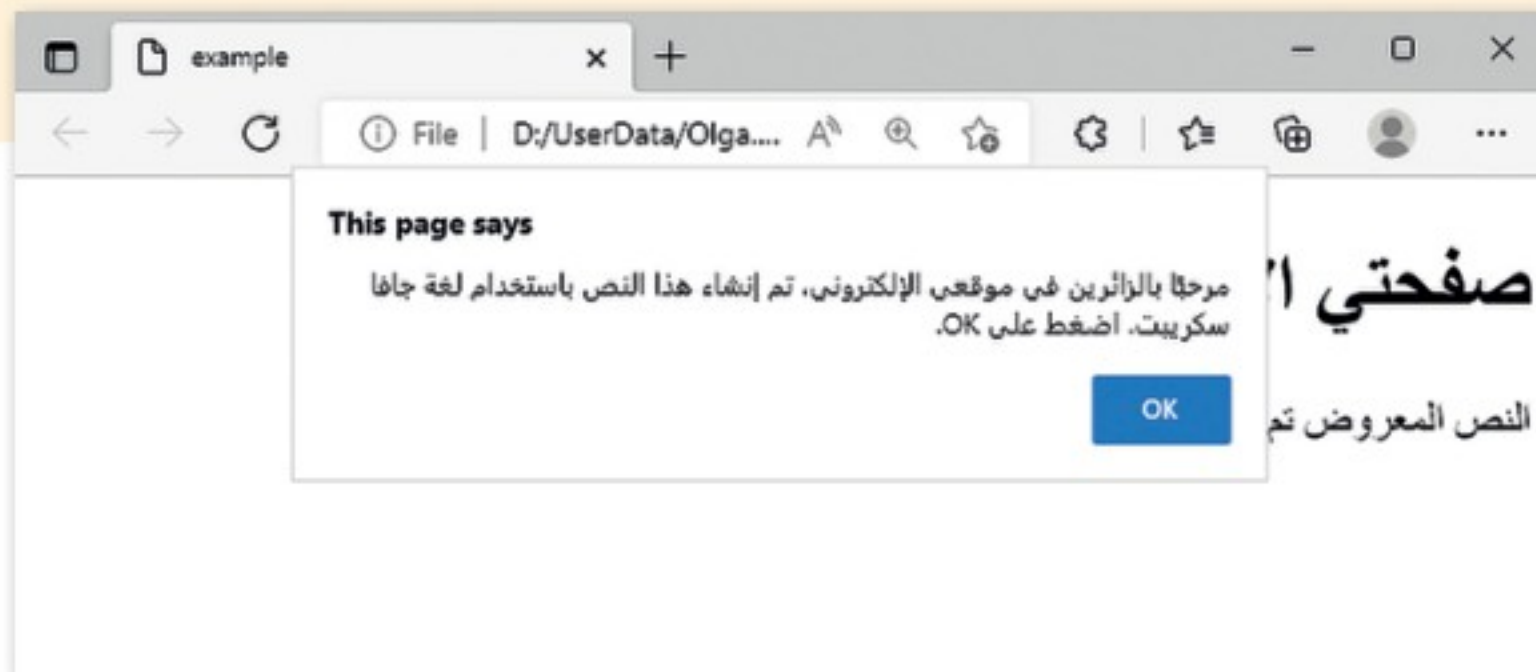 example
File | D:/UserData/Olga....
This page says
مرحبًا بالزائرين في موقعي الإلكتروني، تم إنشاء هذا النص باستخدام لغة جافا
سكريبت. اضغط على OK.
OK
صفحتي
النص المعروض تم